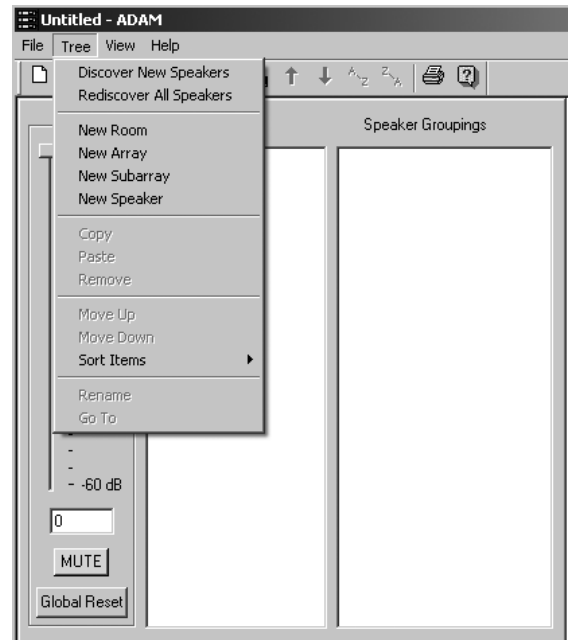 Untitled - ADAM
File Tree View Help
Discover New Speakers
Rediscover All Speakers
New Room
New Array
New Subarray
New Speaker
Copy
Paste
Remove
Move Up
Move Down
Sort Items
Rename
Go To
A Z Z A
Speaker Groupings
- -60 dB
0
MUTE
Global Reset